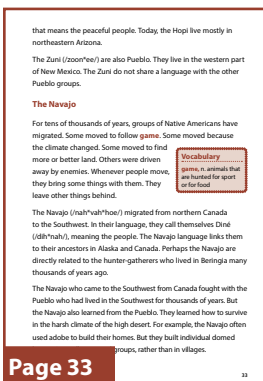 that means the peaceful people. Today, the Hopi live mostly in
northeastern Arizona.
The Zuni (/zoon*ee/) are also Pueblo. They live in the western part
of New Mexico. The Zuni do not share a language with the other
Pueblo groups.
The Navajo
For tens of thousands of years, groups of Native Americans have
migrated. Some moved to follow game. Some moved because
the climate changed. Some moved to find
more or better land. Others were driven
away by enemies. Whenever people move,
they bring some things with them. They
leave other things behind.
Vocabulary
game, n. animals that
are hunted for sport
or for food
The Navajo (/nah*vah*hoe/) migrated from northern Canada
to the Southwest. In their language, they call themselves Diné
(/dih*nah/), meaning the people. The Navajo language links them
to their ancestors in Alaska and Canada. Perhaps the Navajo are
directly related to the hunter-gatherers who lived in Beringia many
thousands of years ago.
The Navajo who came to the Southwest from Canada fought with the
Pueblo who had lived in the Southwest for thousands of years. But
the Navajo also learned from the Pueblo. They learned how to survive
in the harsh climate of the high desert. For example, the Navajo often
used adobe to build their homes. But they built individual domed
groups, rather than in villages.
Page 33
33